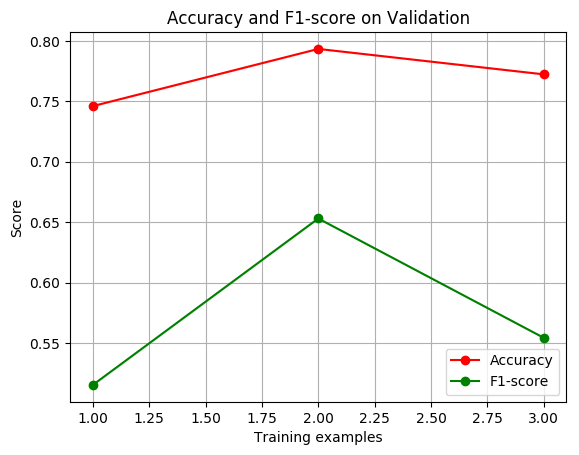 Accuracy and F1-score on Validation
0.80
0.75
0.70
0.65
0.60
0.55
Score
Accuracy
F1-score
1.00 1.25 1.50 1.75 2.00 2.25 2.50 2.75 3.00
Training examples